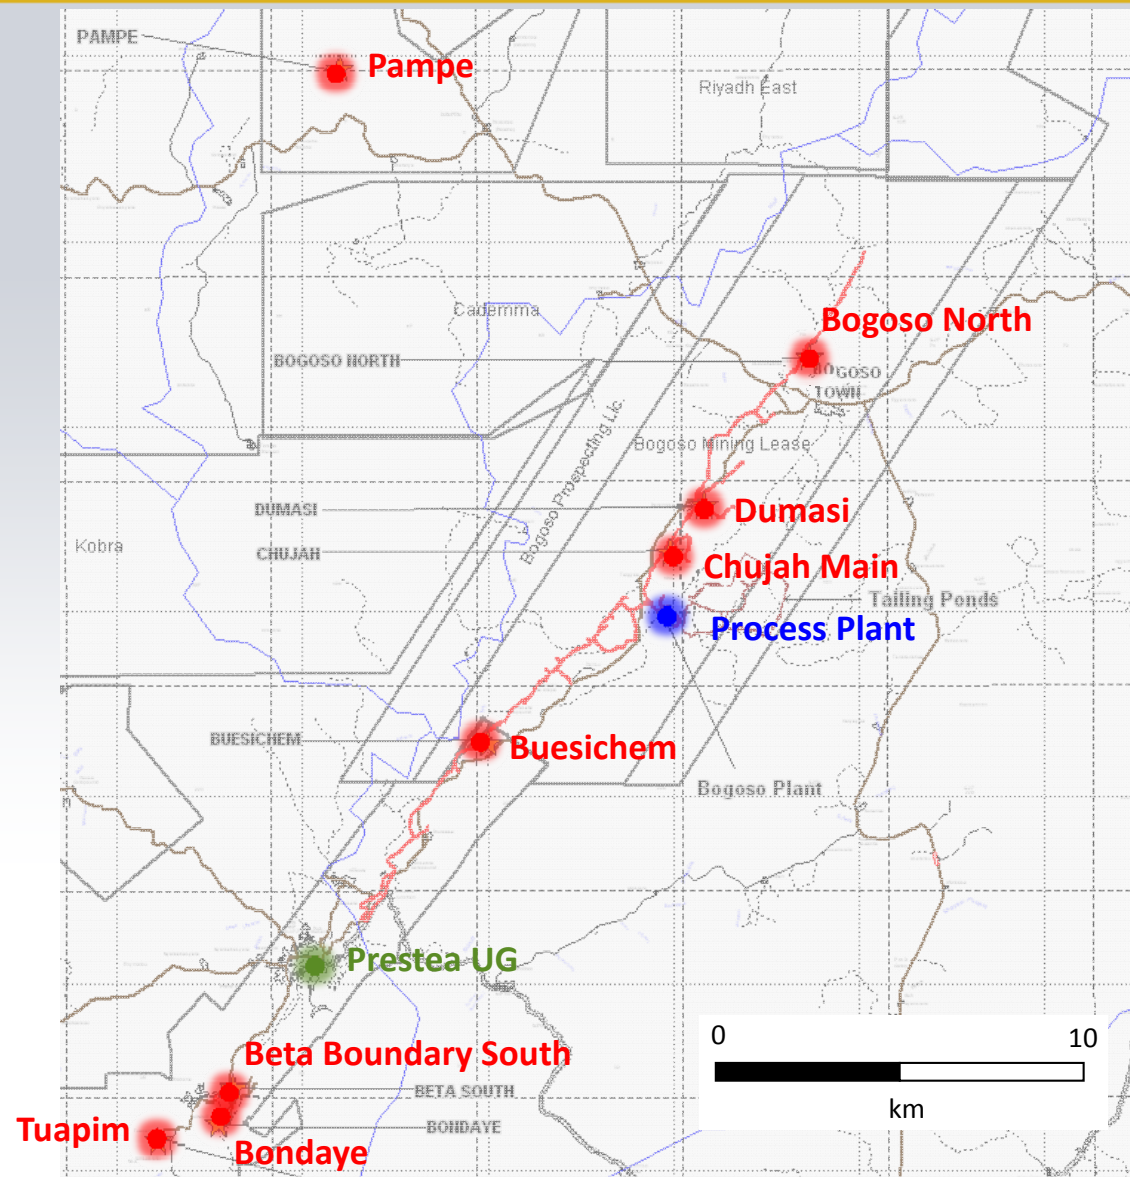 PAMPE
Pampe
Riyadh East
Bogoso North
BOGOSO NORTH
BOGOSO
TOWN
Bogoso Prospecting Lic.
Bogoso Mining Lease
DUMASI
Dumasi
Kobra
CHUJAH
Chujah Main
Tailing Ponds
Process Plant
BUESICHEM
Buesichem
Bogoso Plant
Prestea UG
0
10
km
Beta Boundary South
BETA SOUTH
Tuapim
BONDAYE
Bondaye